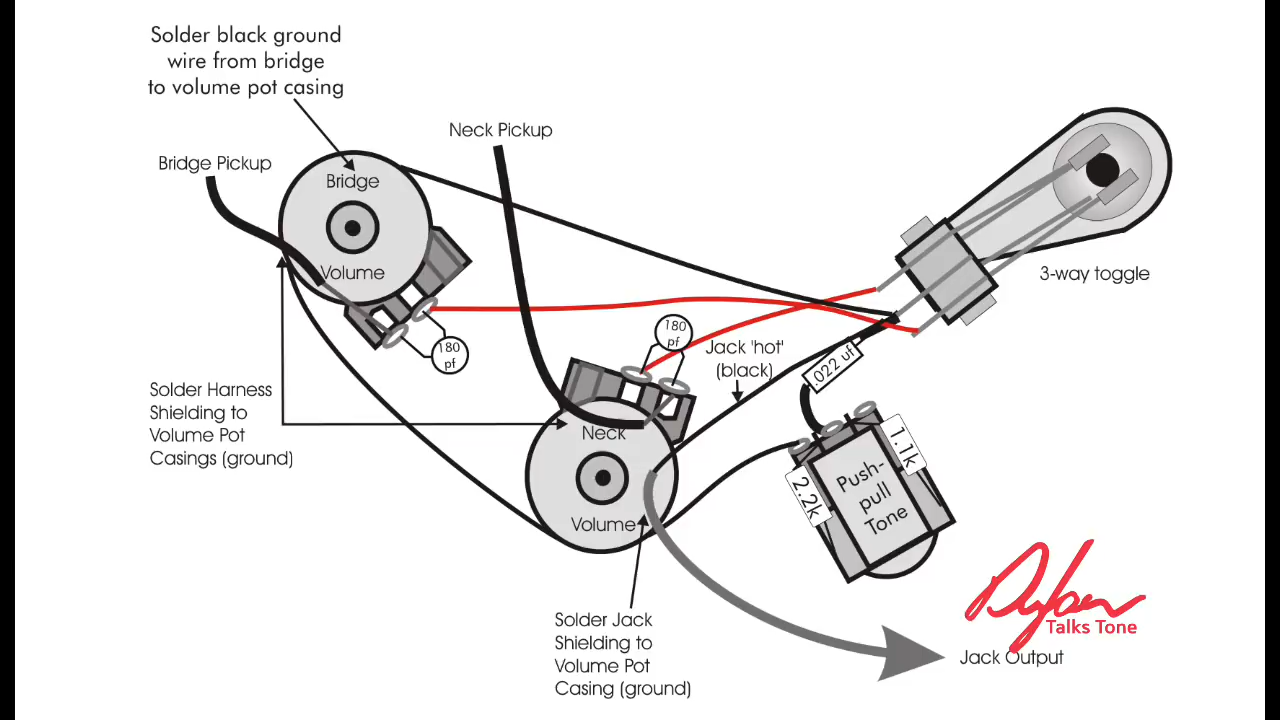 Solder black ground
wire from bridge
to volume pot casing
Neck Pickup
Bridge Pickup
Bridge
Volume
3-way toggle
180
pf
180
pf
Jack 'hot'
(black)
.022 uf
Solder Harness
Shielding to
Volume Pot
Casings (ground)
Neck
Volume
1.1k
2.2k
Push-
pull
Tone
Solder Jack
Shielding to
Volume Pot
Casing (ground)
Dylan
Talks Tone
Jack Output